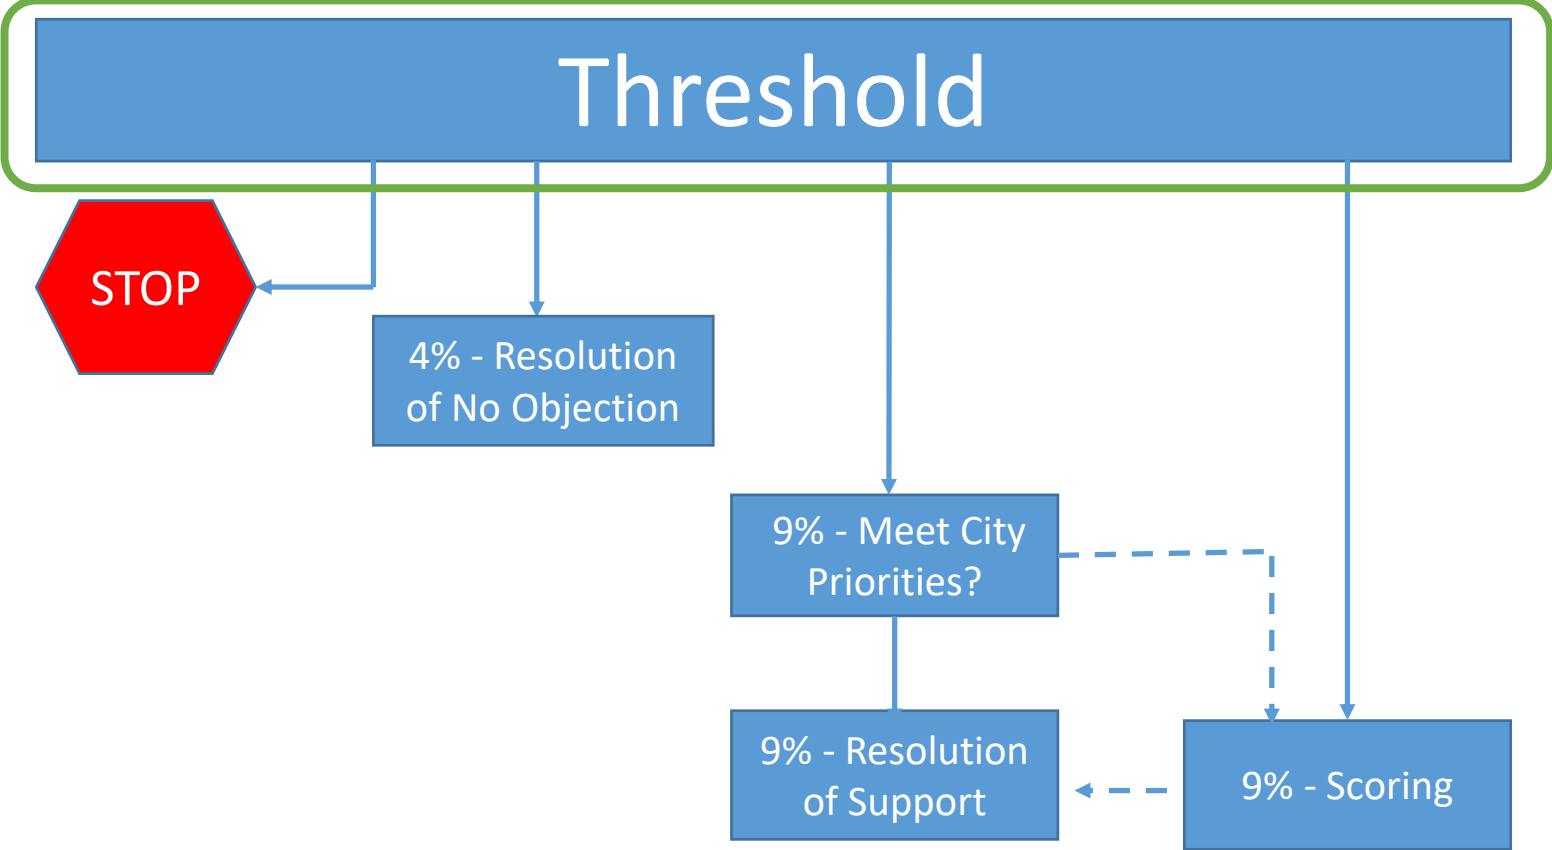 Threshold
STOP
4% - Resolution
of No Objection
9% - Meet City
Priorities?
9% - Resolution
of Support
9% - Scoring